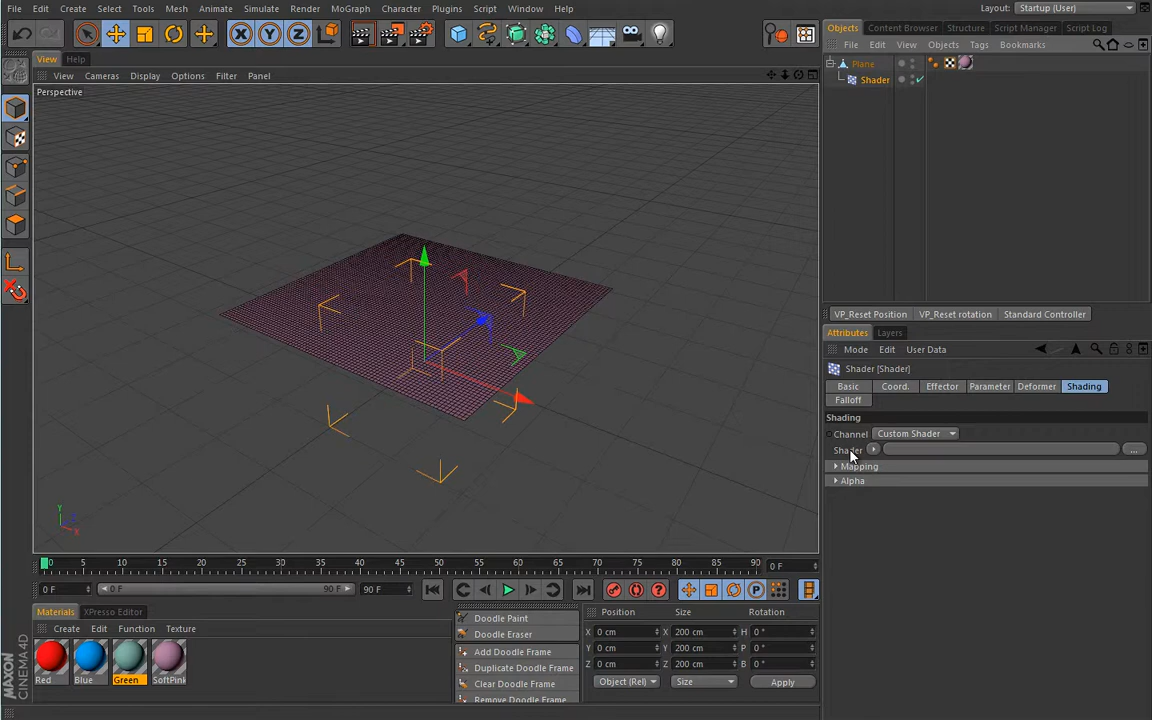 File Edit Create Select Tools Mesh Animate Simulate Render MoGraph Character Plugins Script Window Help Layout: Startup (User)
Objects Content Browser Structure Script Manager Script Log
File Edit View Objects Tags Bookmarks
View Help
View Cameras Display Options Filter Panel
Plane
Shader
Perspective
VP_Reset Position VP_Reset rotation Standard Controller
Attributes Layers
Mode Edit User Data
Shader [Shader]
Basic Coord. Effector Parameter Deformer Shading
Falloff
Shading
Channel Custom Shader
Shader ...
Mapping
Alpha
Y
X
0 5 10 15 20 25 30 35 40 45 50 55 60 65 70 75 80 85 90 0 F
0 F 0 F 90 F 90 F
Materials XPresso Editor
Create Edit Function Texture
Red Blue Green SoftPink
Doodle Paint
Doodle Eraser
Add Doodle Frame
Duplicate Doodle Frame
Clear Doodle Frame
Remove Doodle Frame
Position Size Rotation
X 0 cm X 200 cm H 0 °
Y 0 cm Y 200 cm P 0 °
Z 0 cm Z 200 cm B 0 °
Object (Rel) Size Apply
MAXON
CINEMA 4D